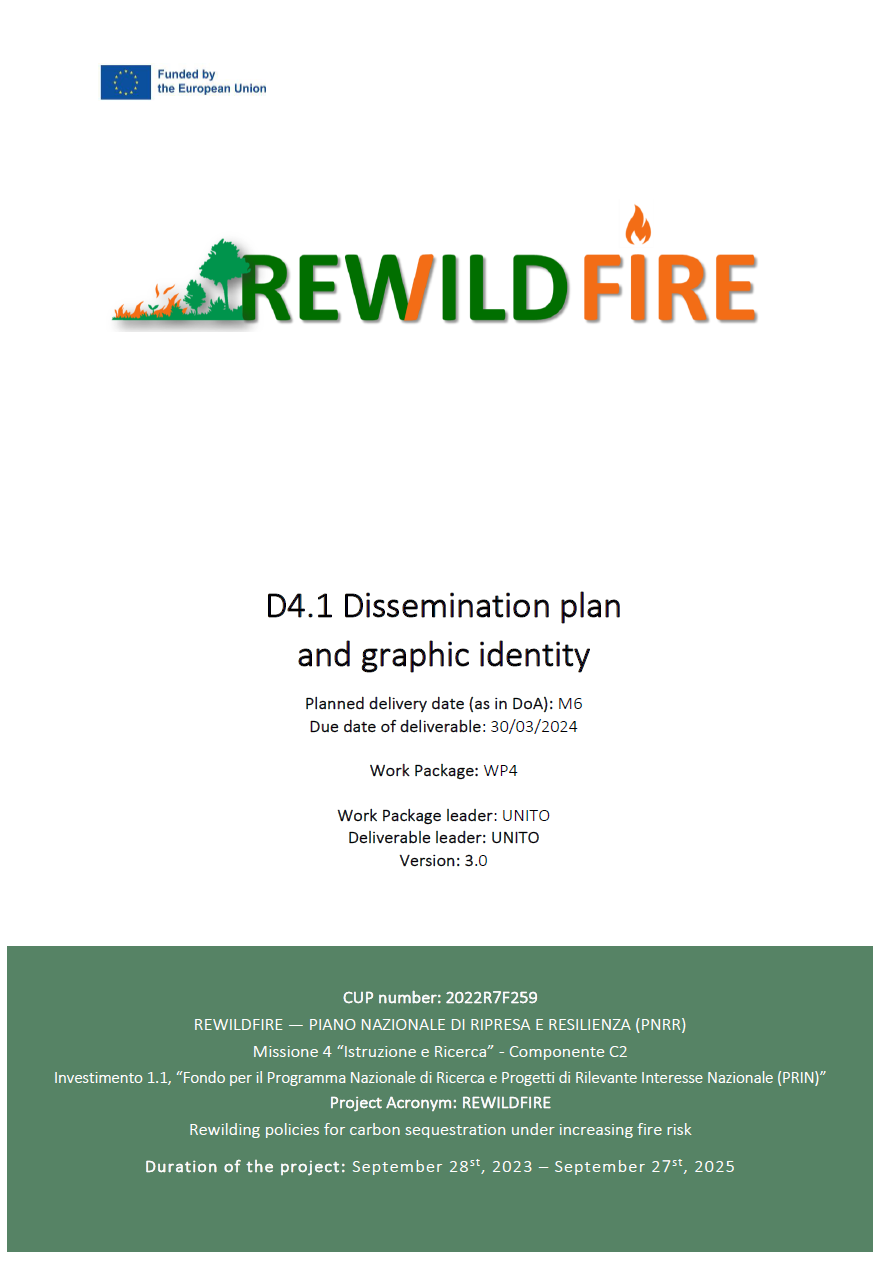 Funded by
the European Union
REWILDFIRE
D4.1 Dissemination plan
and graphic identity
Planned delivery date (as in DoA): M6
Due date of deliverable: 30/03/2024
Work Package: WP4
Work Package leader: UNITO
Deliverable leader: UNITO
Version: 3.0
CUP number: 2022R7F259
REWILDFIRE — PIANO NAZIONALE DI RIPRESA E RESILIENZA (PNRR)
Missione 4 “Istruzione e Ricerca” - Componente C2
Investimento 1.1, “Fondo per il Programma Nazionale di Ricerca e Progetti di Rilevante Interesse Nazionale (PRIN)”
Project Acronym: REWILDFIRE
Rewilding policies for carbon sequestration under increasing fire risk
Duration of the project: September 28st, 2023 – September 27st, 2025